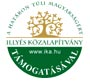 A HATÁRON TÚLI MAGYARSÁGÉRT
ILLYÉS KÖZALAPÍTVÁNY
www.ika.hu
TÁMOGATÁSÁVAL